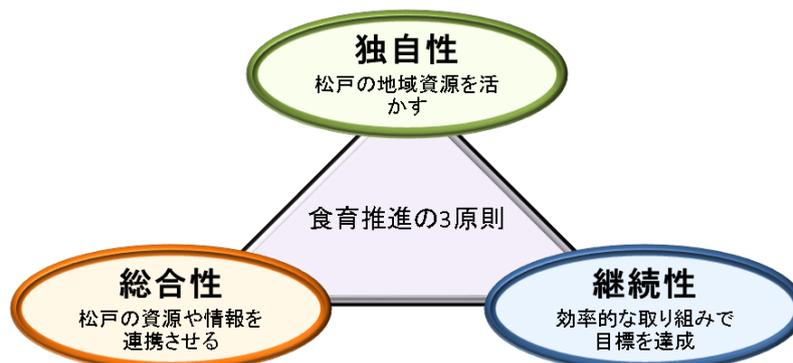 独自性
松戸の地域資源を活
かす
食育推進の3原則
総合性
松戸の資源や情報を
連携させる
継続性
効率的な取り組みで
目標を達成